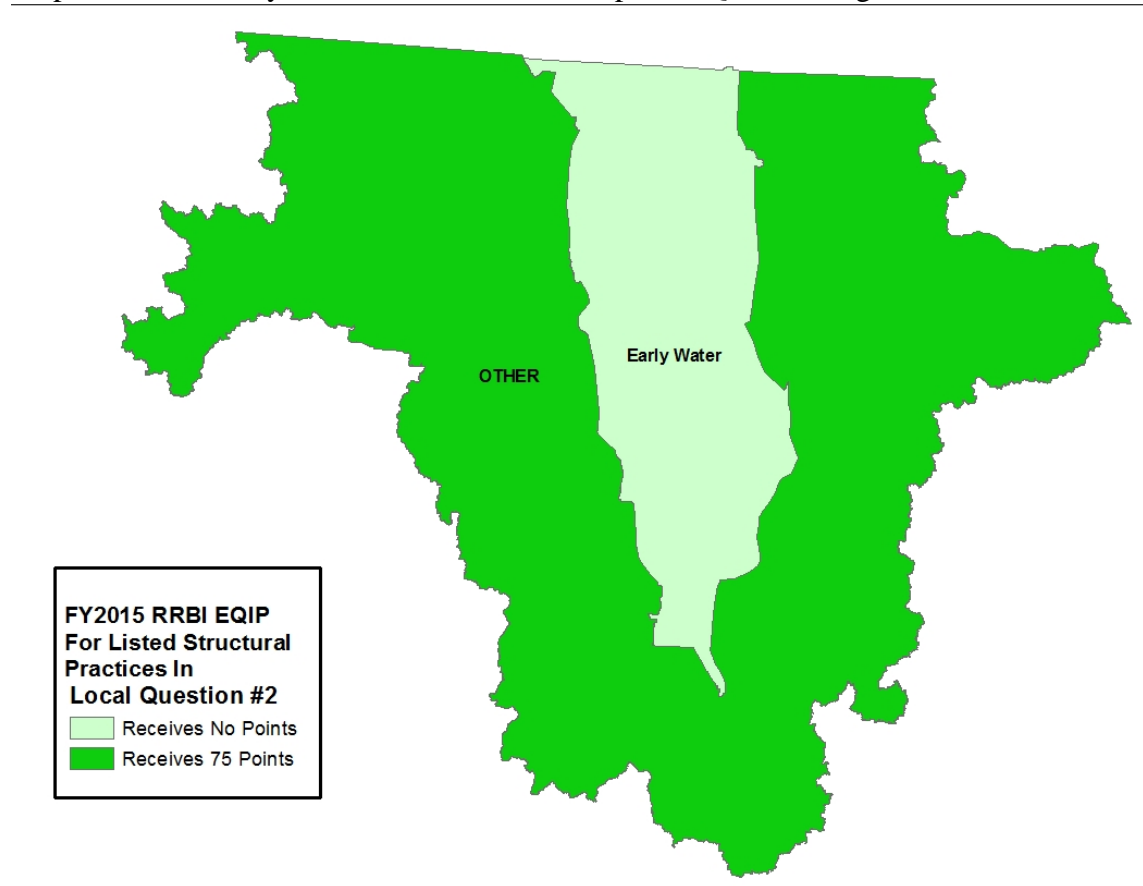 Early Water
OTHER
FY2015 RRBI EQIP
For Listed Structural
Practices In
Local Question #2
Receives No Points
Receives 75 Points